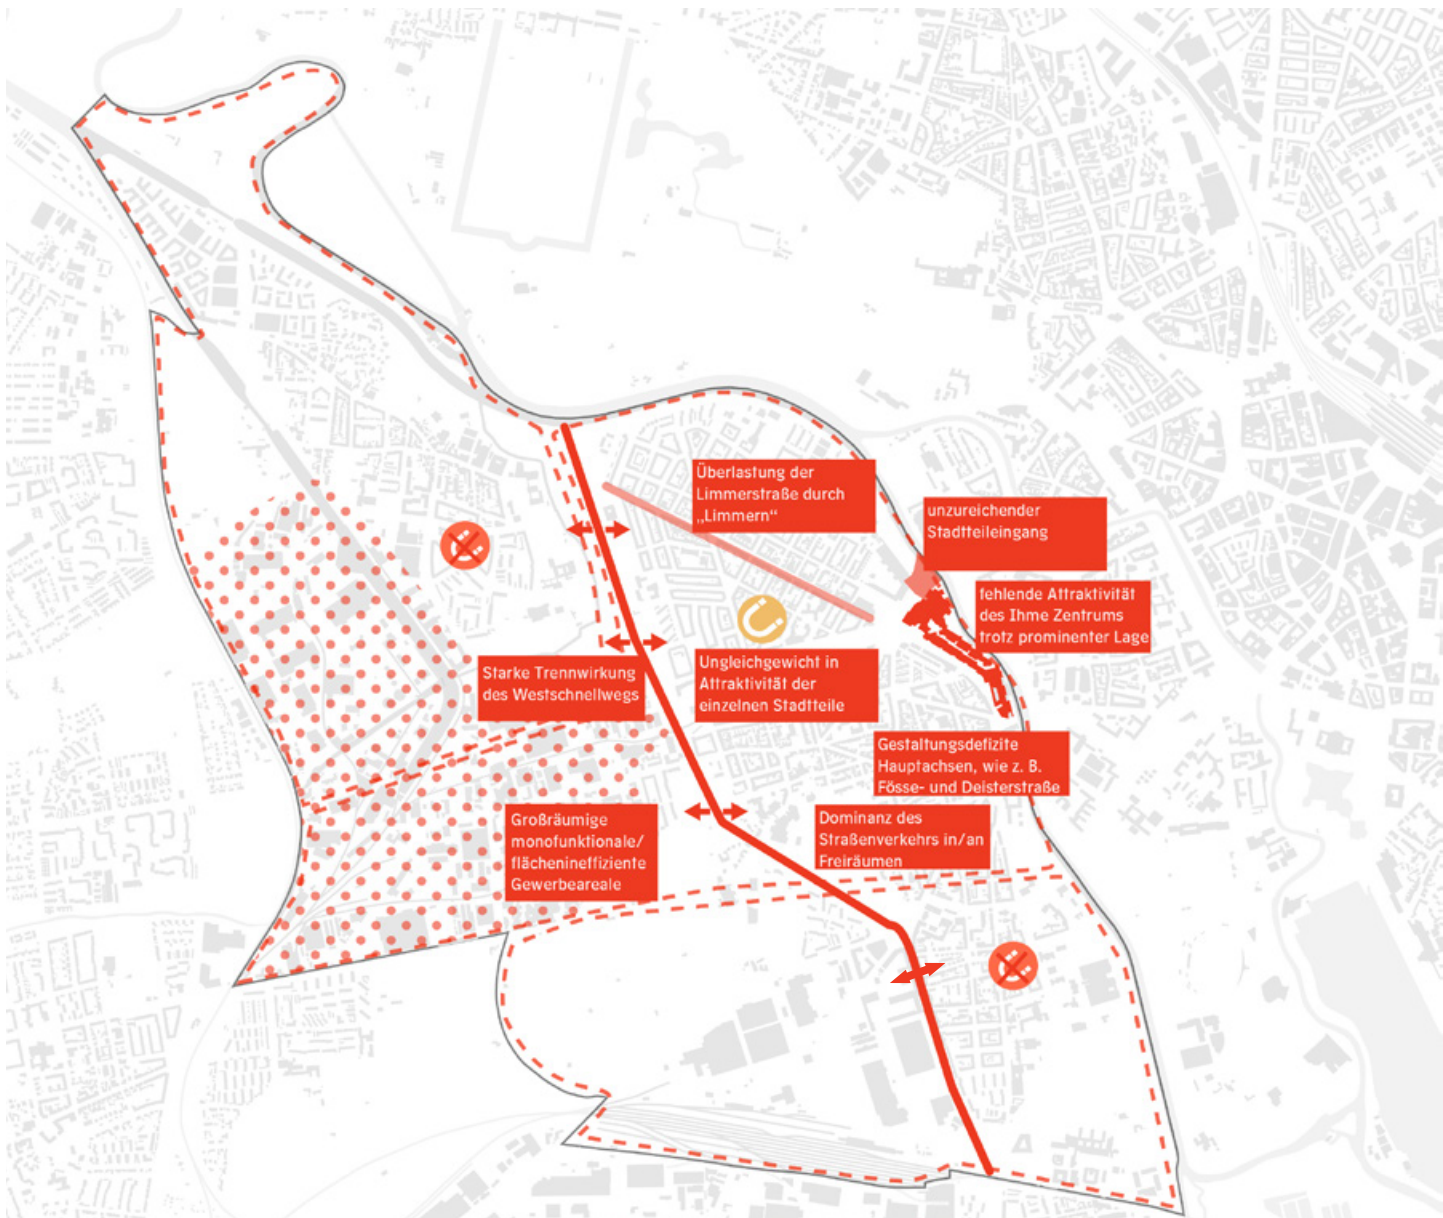 Überlastung der
Limmerstraße durch
„Limmern“
unzureichender
Stadtteileingang
fehlende Attraktivität
des Ihme Zentrums
trotz prominenter Lage
Starke Trennwirkung
des Westschnellwegs
Ungleichgewicht in
Attraktivität der
einzelnen Stadtteile
Gestaltungsdefizite
Hauptachsen, wie z. B.
Fösse- und Deisterstraße
Großräumige
monofunktionale/
flächenineffiziente
Gewerbeareale
Dominanz des
Straßenverkehrs in/an
Freiräumen